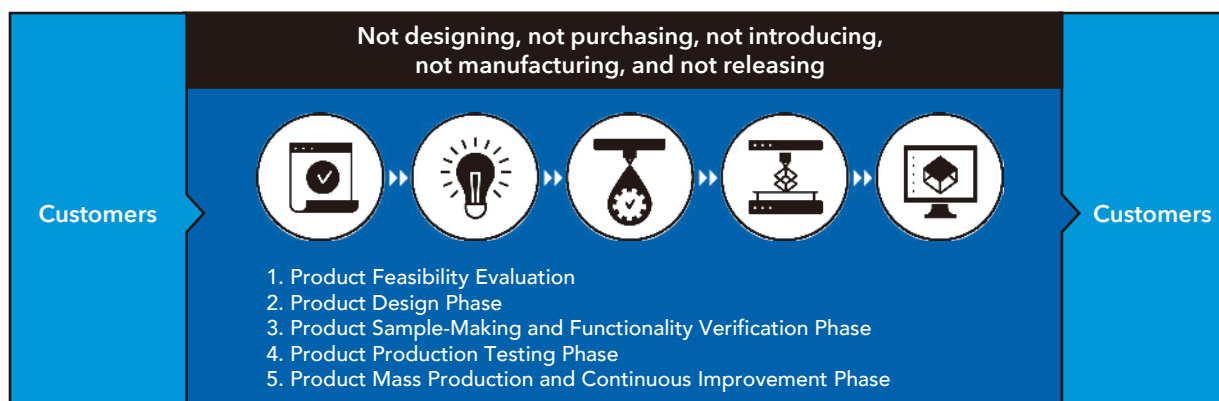 Not designing, not purchasing, not introducing,
not manufacturing, and not releasing
Customers
Customers
1. Product Feasibility Evaluation
2. Product Design Phase
3. Product Sample-Making and Functionality Verification Phase
4. Product Production Testing Phase
5. Product Mass Production and Continuous Improvement Phase